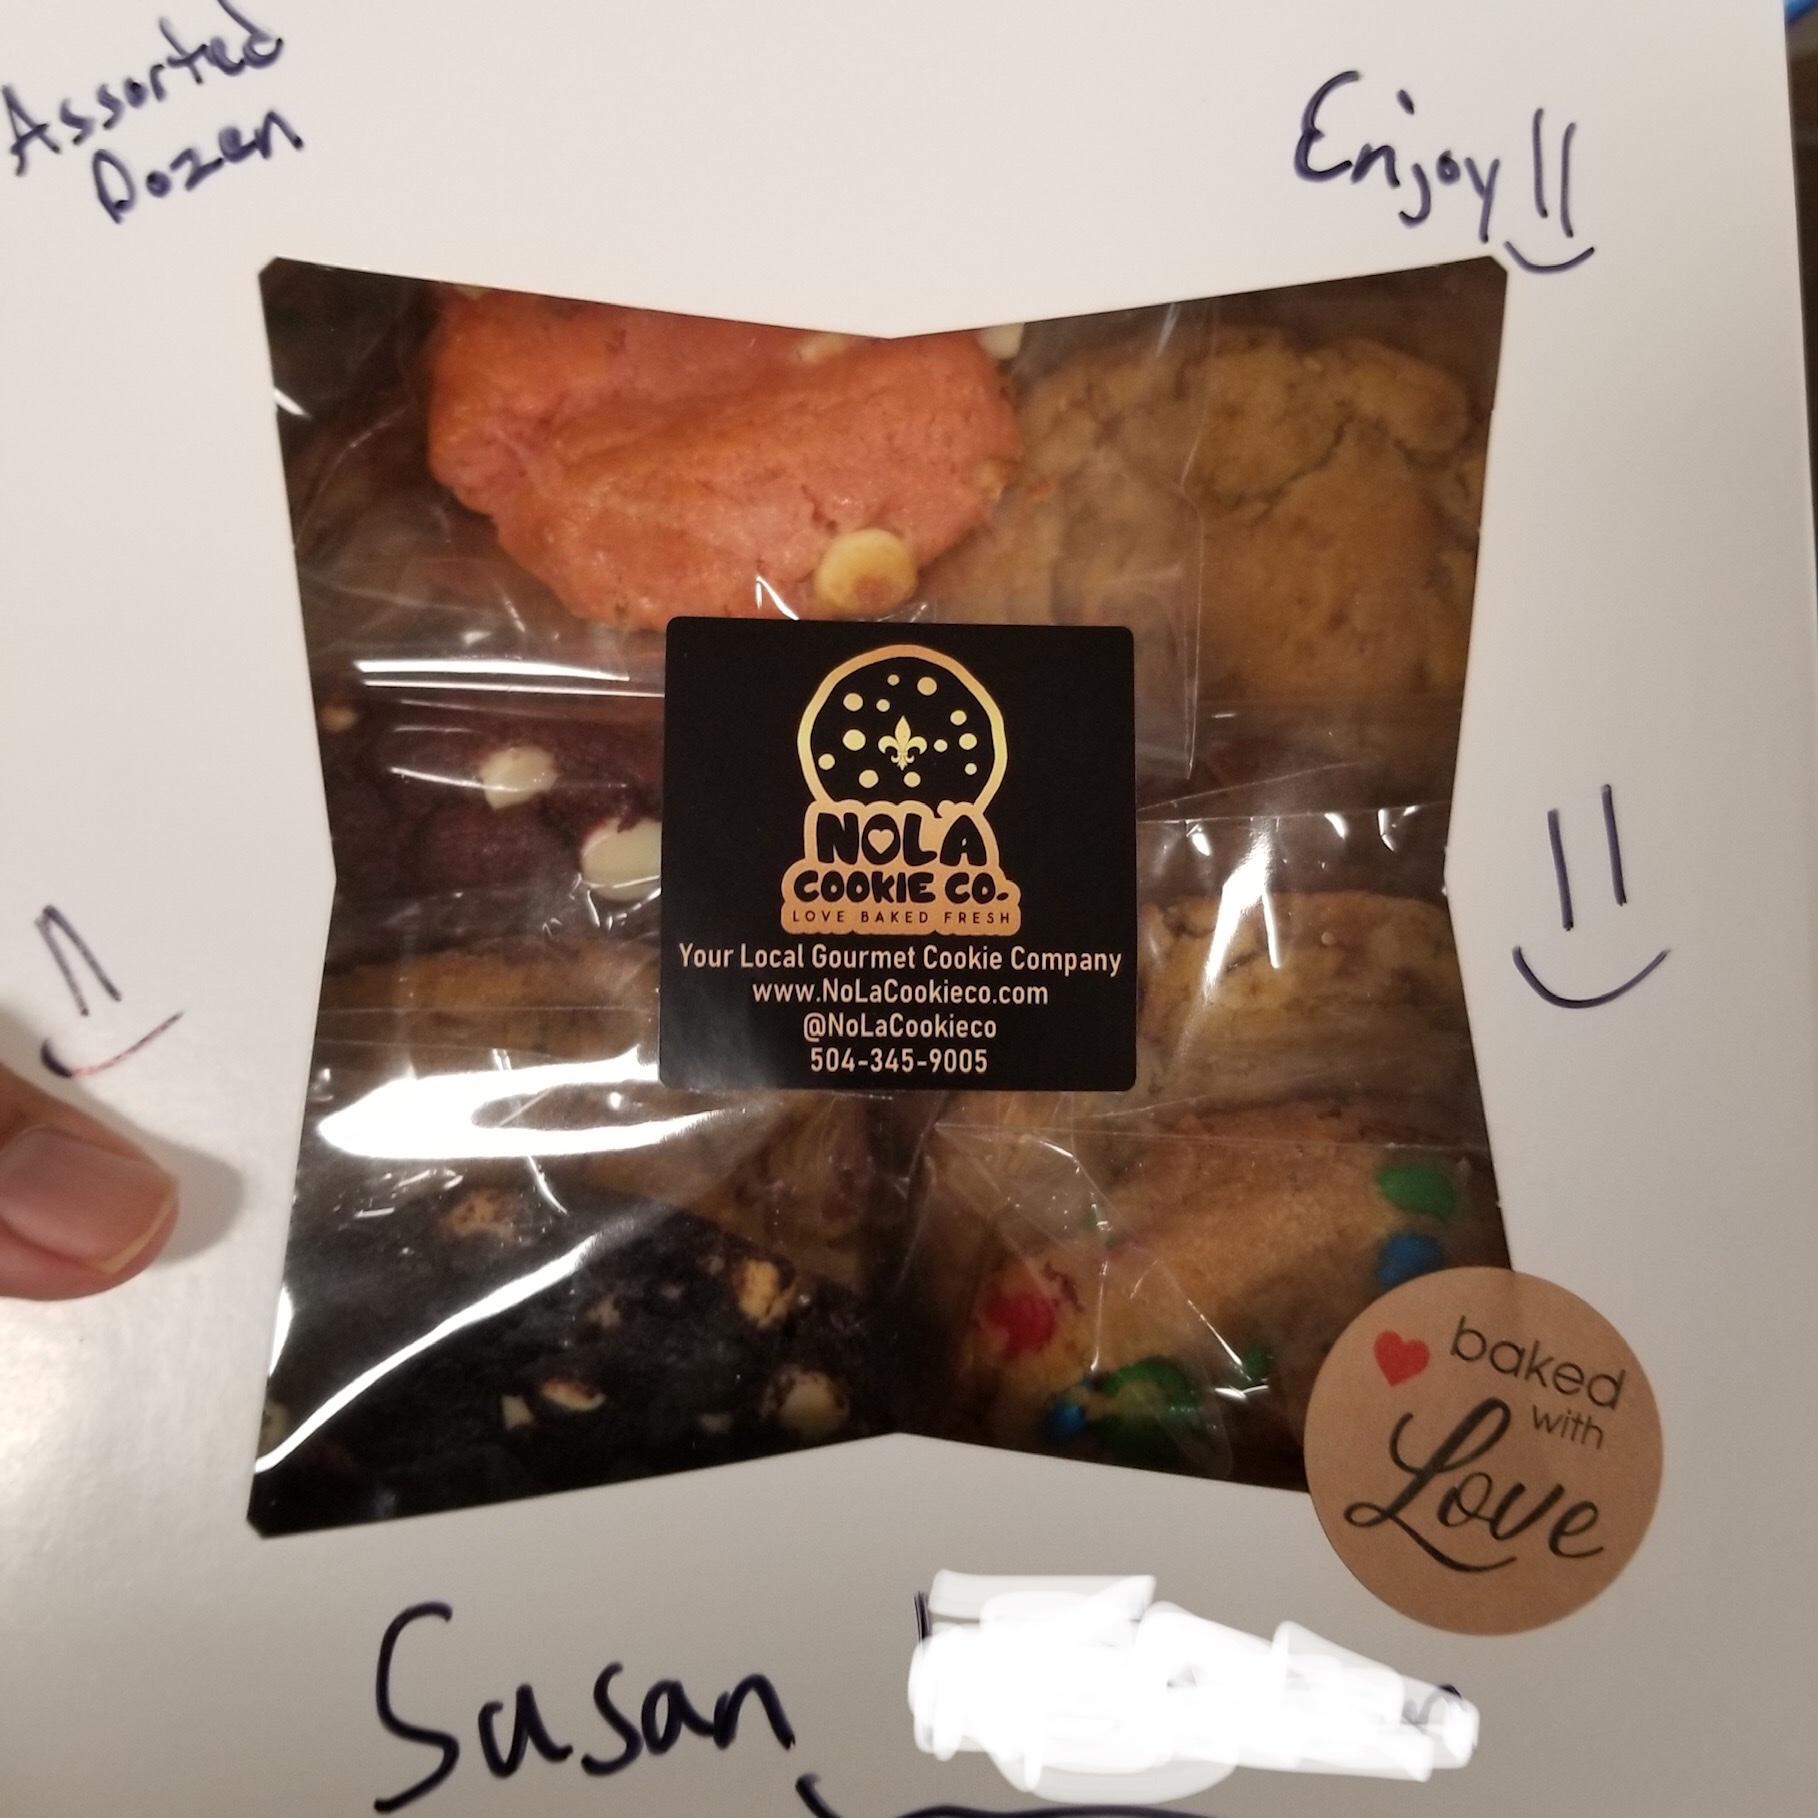 Assorted
Dozen
Enjoy!!
NOLA
COOKIE CO.
LOVE BAKED FRESH
Your Local Gourmet Cookie Company
www.NoLaCookieco.com
@NoLaCookieco
504-345-9005
baked
with
Love
Susan